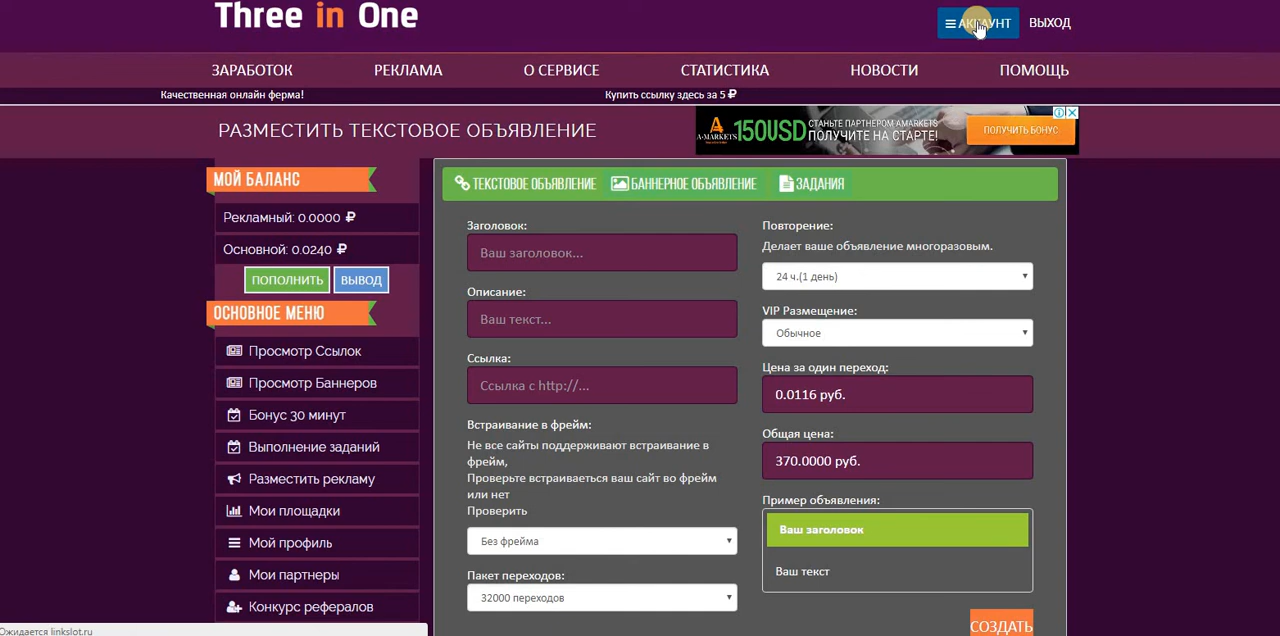 Three in One
АККАУНТ
ВЫХОД
ЗАРАБОТОК
РЕКЛАМА
О СЕРВИСЕ
СТАТИСТИКА
НОВОСТИ
ПОМОЩЬ
Качественная онлайн ферма!
Купить ссылку здесь за 5 ₽
РАЗМЕСТИТЬ ТЕКСТОВОЕ ОБЪЯВЛЕНИЕ
A-MARKETS
150USD
СТАНЬТЕ ПАРТНЕРОМ AMARKETS
ПОЛУЧИТЕ НА СТАРТЕ!
ПОЛУЧИТЬ БОНУС
МОЙ БАЛАНС
Рекламный: 0.0000 ₽
Основной: 0.0240 ₽
ПОПОЛНИТЬ
ВЫВОД
ОСНОВНОЕ МЕНЮ
Просмотр Ссылок
Просмотр Баннеров
Бонус 30 минут
Выполнение заданий
Разместить рекламу
Мои площадки
Мой профиль
Мои партнеры
Конкурс рефералов
ТЕКСТОВОЕ ОБЪЯВЛЕНИЕ
БАННЕРНОЕ ОБЪЯВЛЕНИЕ
ЗАДАНИЯ
Заголовок:
Ваш заголовок...
Описание:
Ваш текст...
Ссылка:
Ссылка с http://...
Встраивание в фрейм:
Не все сайты поддерживают встраивание в
фрейм,
Проверьте встраиваеться ваш сайт во фрейм
или нет
Проверить
Без фрейма
Пакет переходов:
32000 переходов
Повторение:
Делает ваше объявление многоразовым.
24 ч.(1 день)
VIP Размещение:
Обычное
Цена за один переход:
0.0116 руб.
Общая цена:
370.0000 руб.
Пример объявления:
Ваш заголовок
Ваш текст
СОЗДАТЬ
Ожидается linkslot.ru